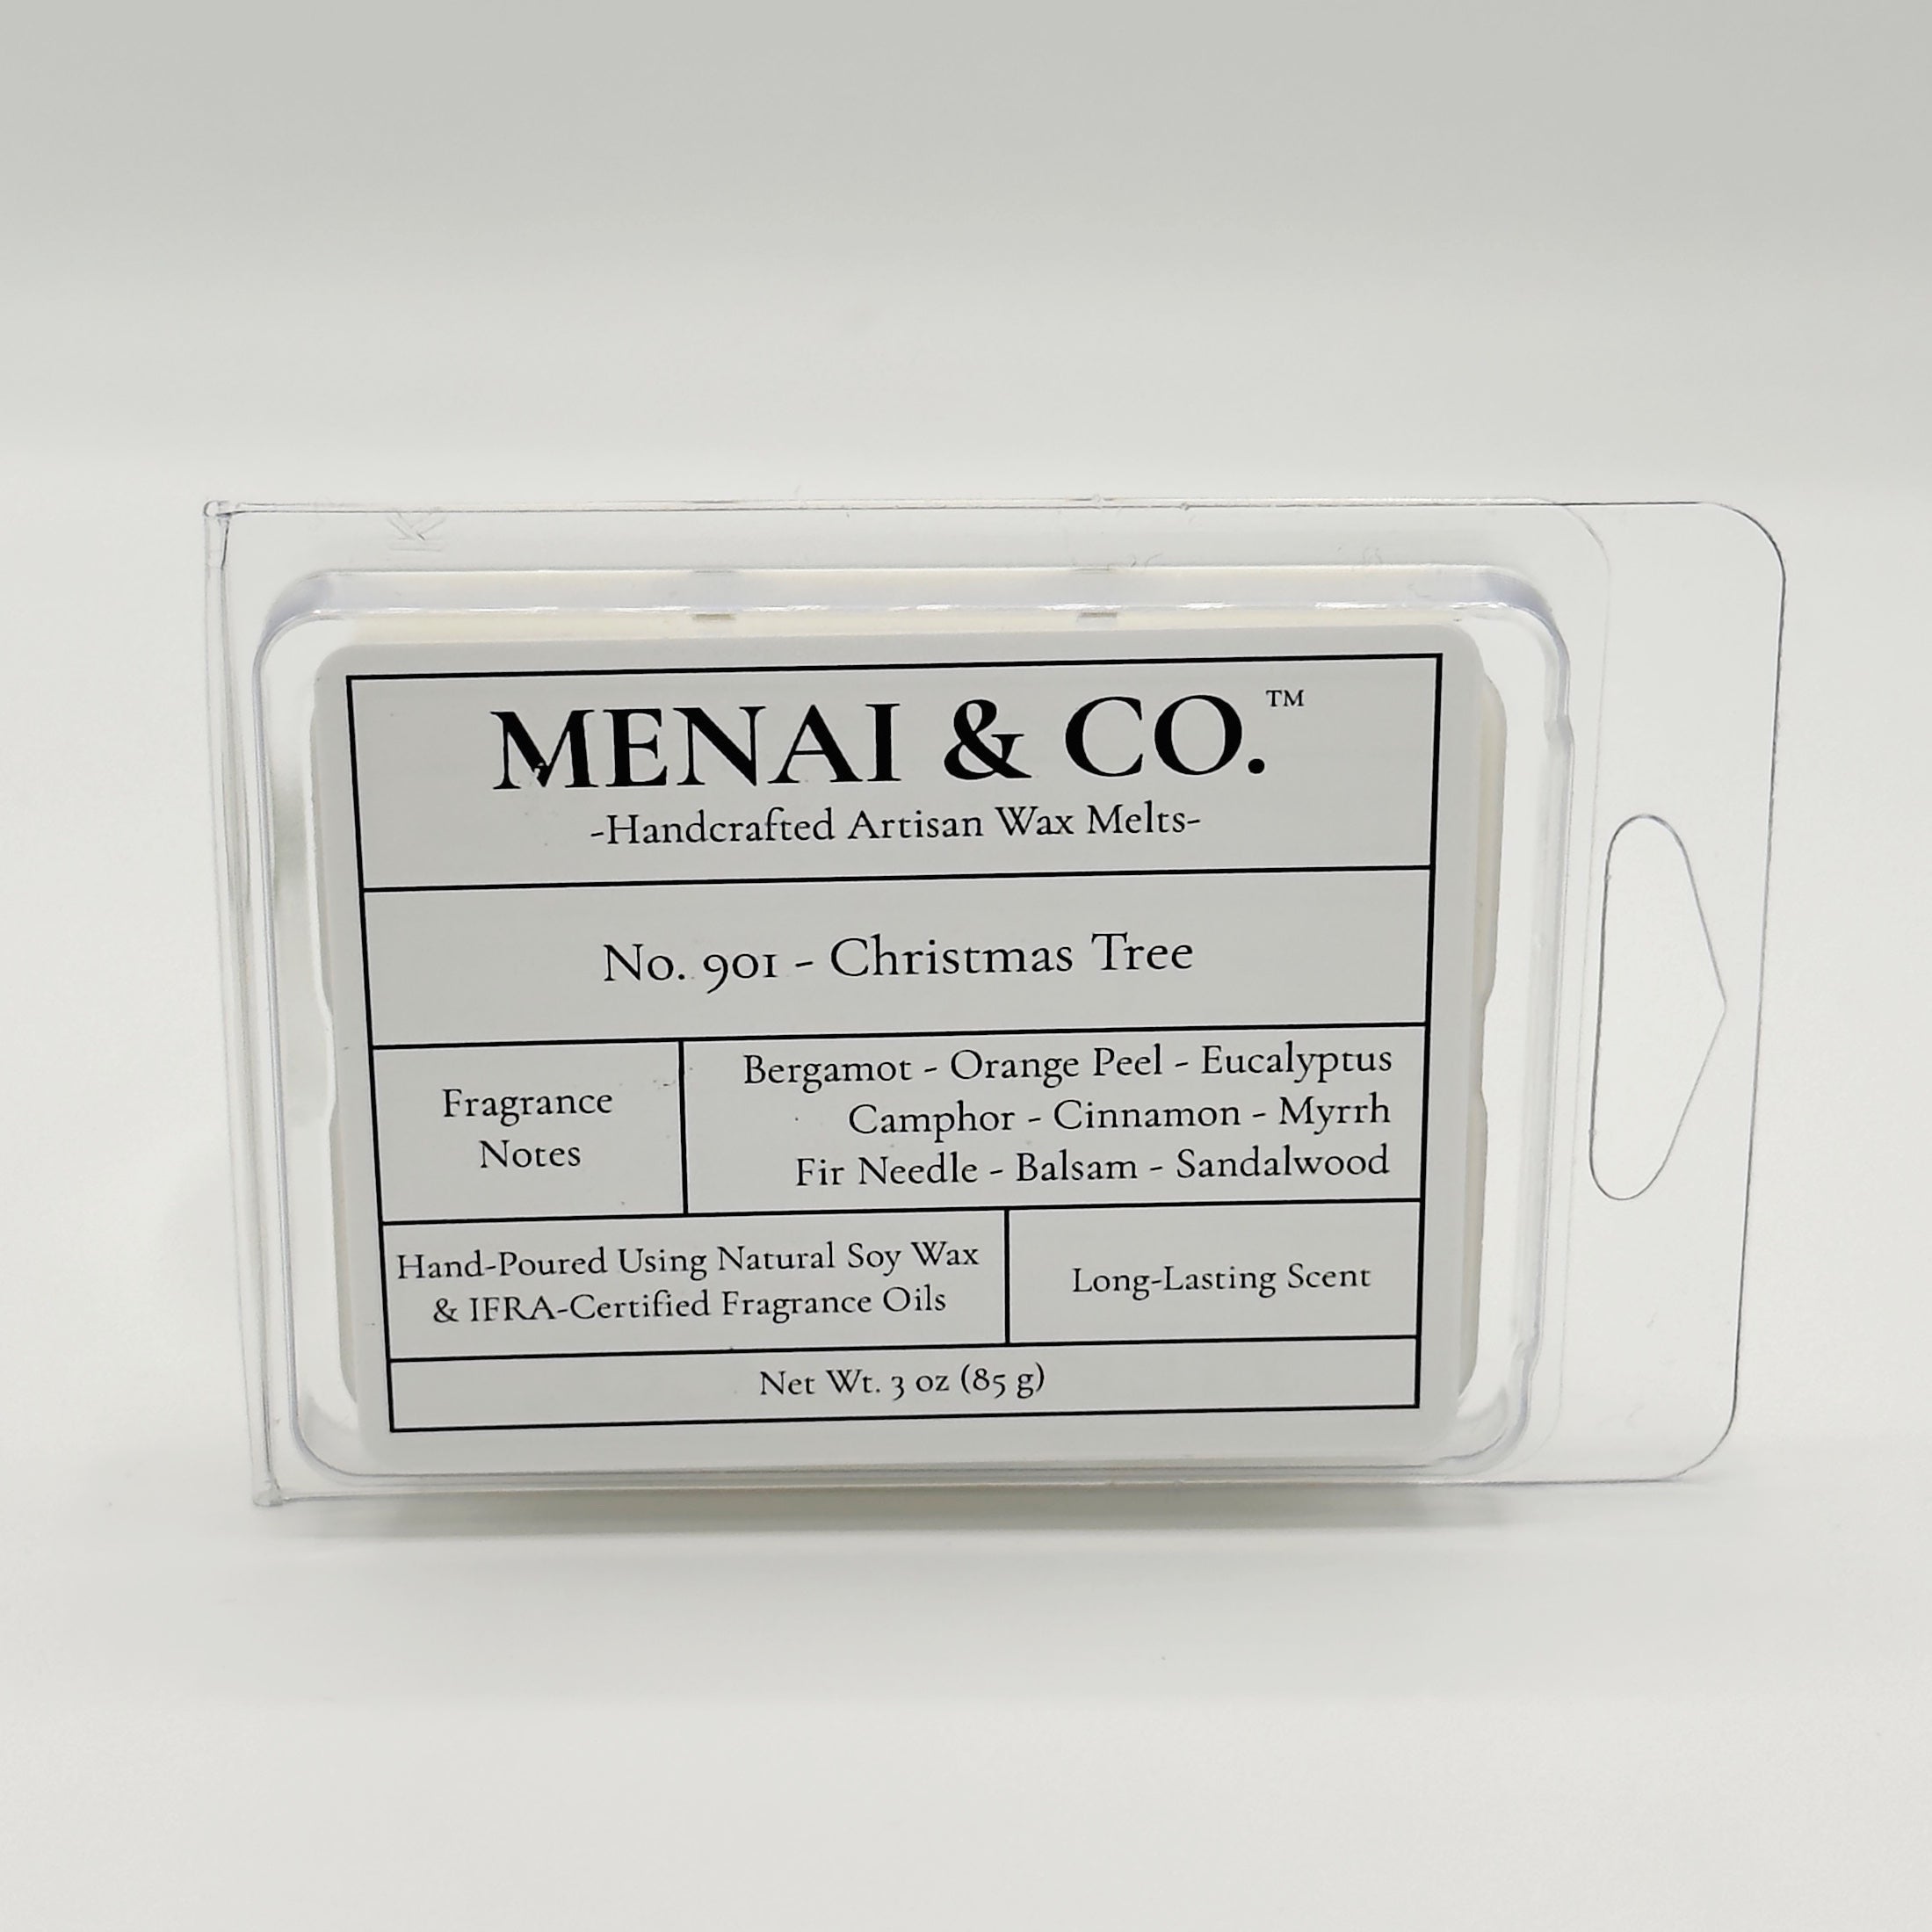 MENAI & CO.™
-Handcrafted Artisan Wax Melts-
No. 901 - Christmas Tree
Fragrance
Notes
Bergamot - Orange Peel - Eucalyptus
Camphor - Cinnamon - Myrrh
Fir Needle - Balsam - Sandalwood
Hand-Poured Using Natural Soy Wax
& IFRA-Certified Fragrance Oils
Long-Lasting Scent
Net Wt. 3 oz (85 g)